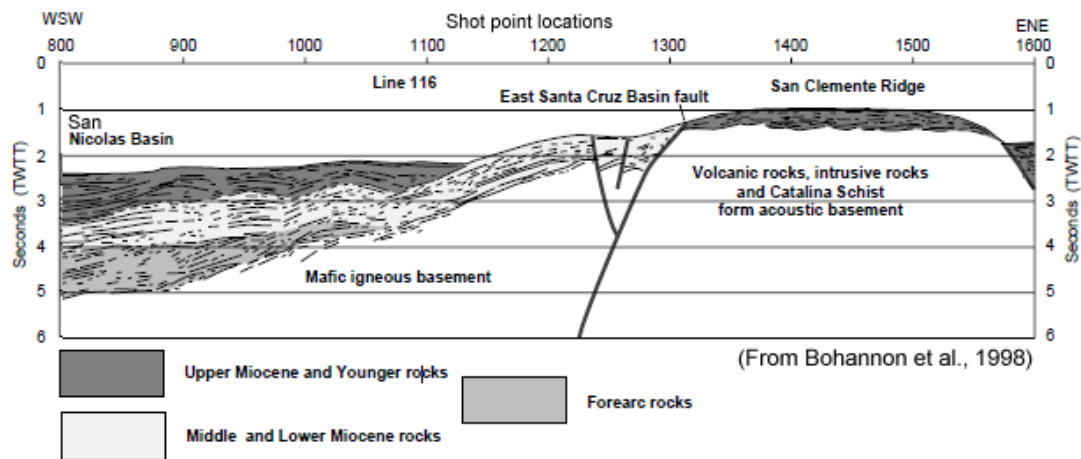 WSW
Shot point locations
ENE
800 900 1000 1100 1200 1300 1400 1500 1600
0 0
Line 116
San Clemente Ridge
East Santa Cruz Basin fault
1 1
San
Nicolas Basin
2 2
Volcanic rocks, intrusive rocks
and Catalina Schist
form acoustic basement
Seconds (TWTT)
Seconds (TWTT)
3 3
4 4
Mafic igneous basement
5 5
6 6
(From Bohannon et al., 1998)
Upper Miocene and Younger rocks
Forearc rocks
Middle and Lower Miocene rocks